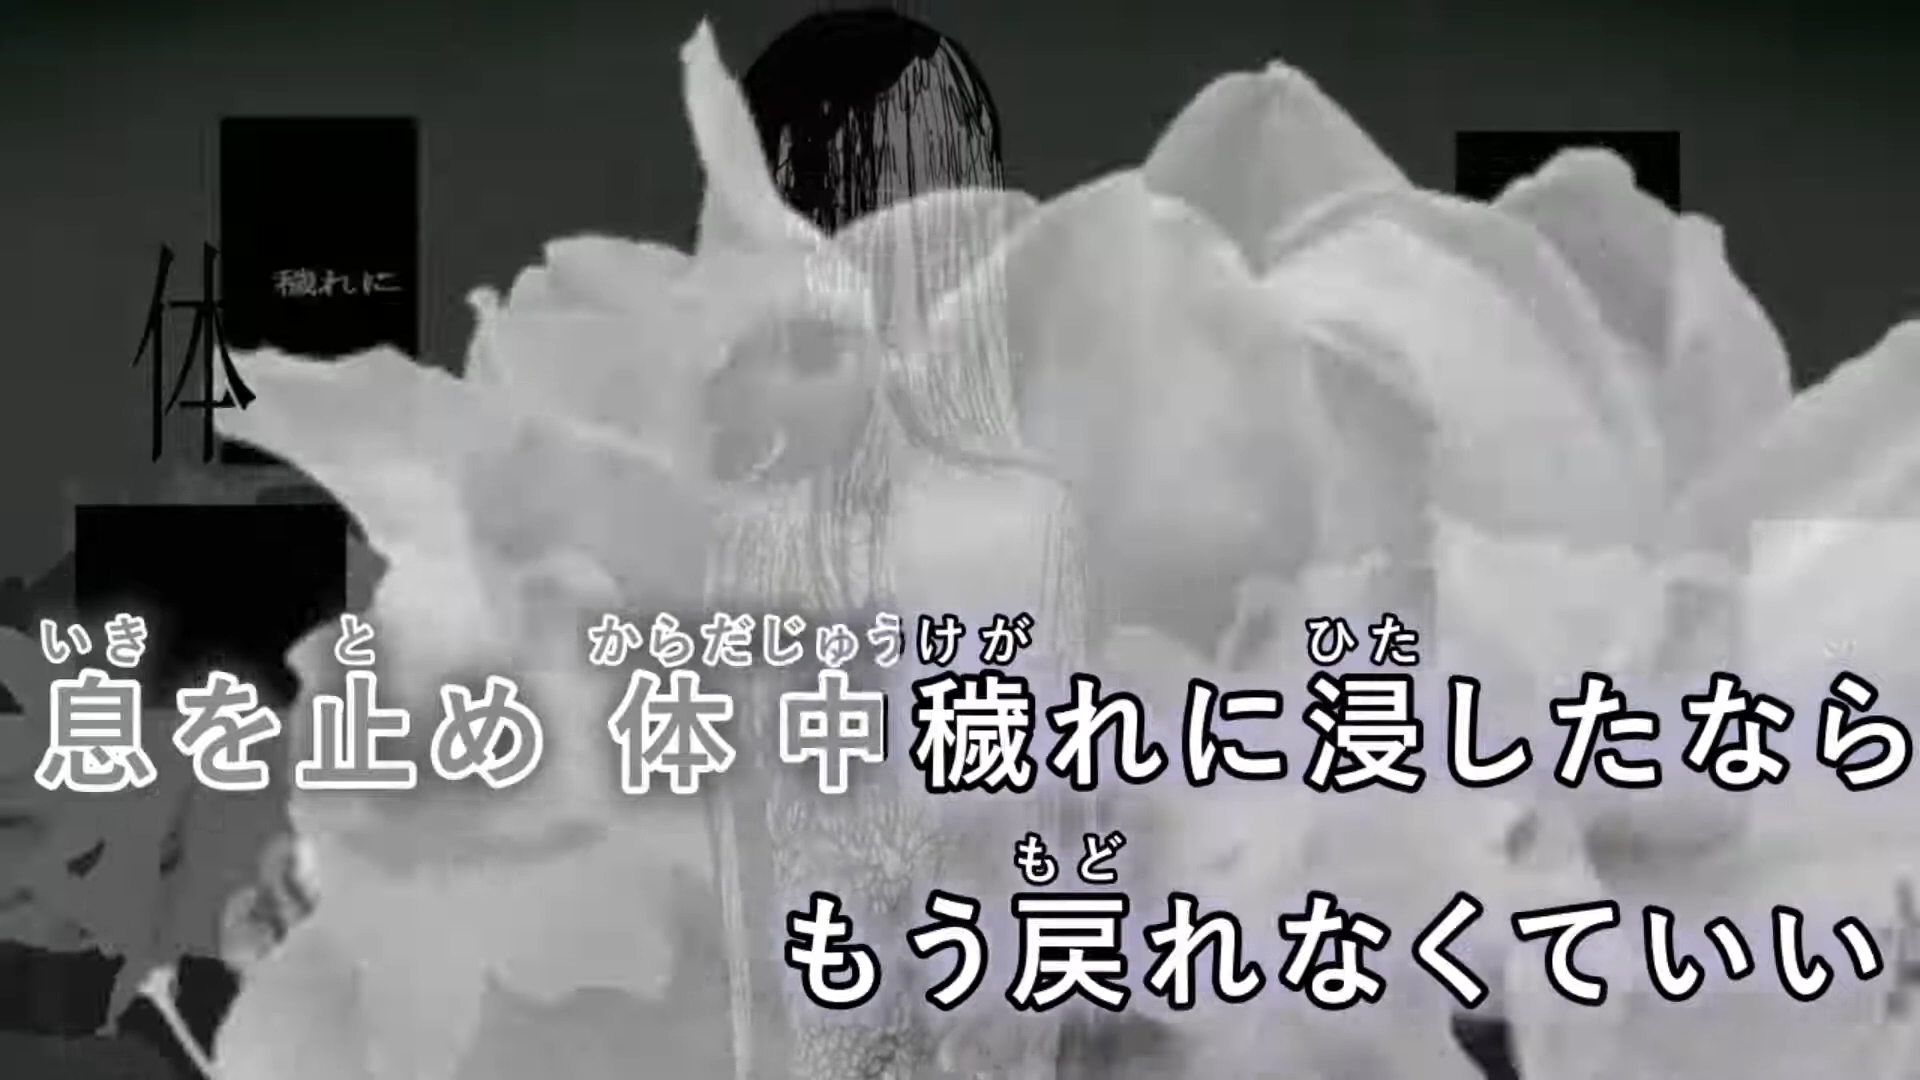 体
穢れに
いき と からだじゅう けが ひた
息を止め 体中穢れに浸したなら
もど
もう戻れなくていい